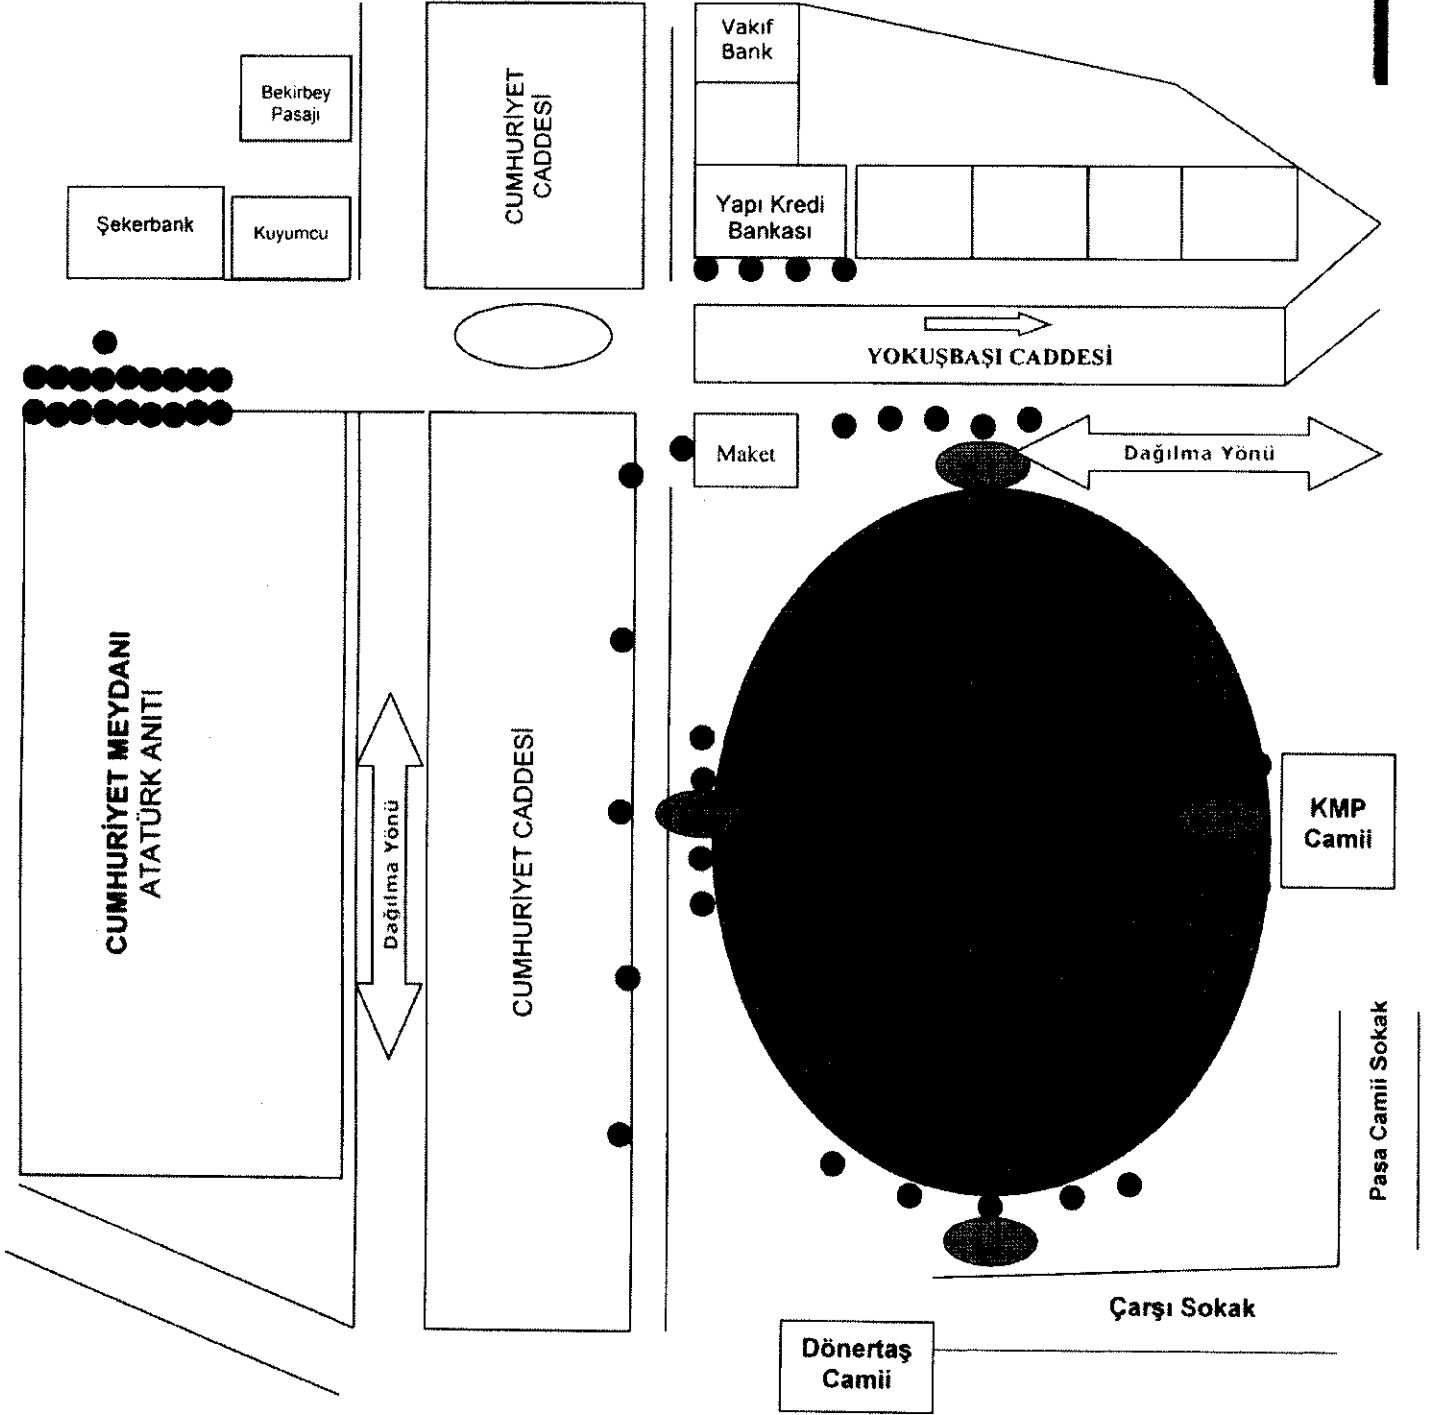 Vakıf
Bank
Bekirbey
Pasajı
CUMHURİYET
CADDESİ
Şekerbank
Kuyumcu
Yapı Kredi
Bankası
YOKUŞBAŞI CADDESİ
Maket
Dağılma Yönü
CUMHURİYET MEYDANI
ATATÜRK ANITI
Dağılma Yönü
CUMHURİYET CADDESİ
KMP
Camii
Paşa Camii Sokak
Çarşı Sokak
Dönertaş
Camii